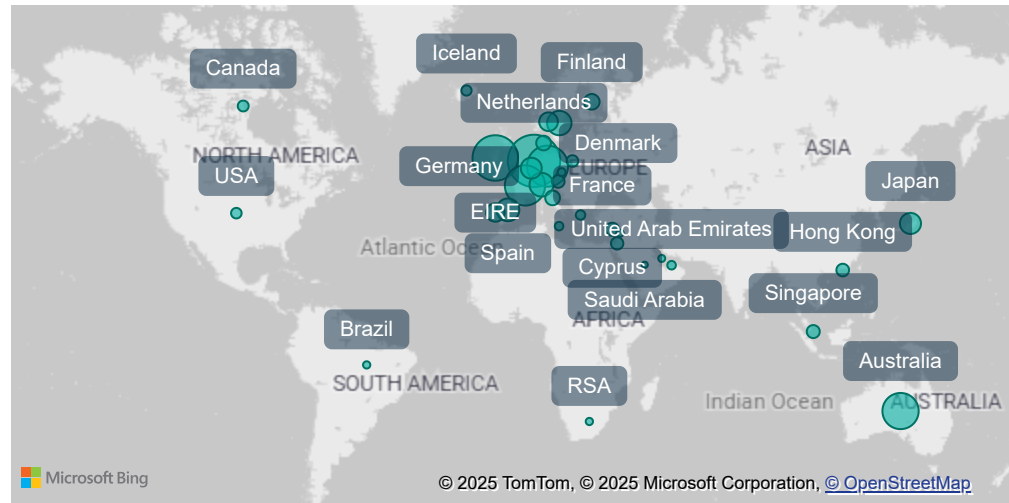 Iceland
Finland
Canada
Netherlands
Denmark
NORTH AMERICA
ASIA
Germany
EUROPE
USA
France
Japan
EIRE
United Arab Emirates
Hong Kong
Atlantic Ocean
Spain
Cyprus
Singapore
Saudi Arabia
AFRICA
Brazil
Australia
SOUTH AMERICA
RSA
Indian Ocean
AUSTRALIA
Microsoft Bing
© 2025 TomTom, © 2025 Microsoft Corporation, © OpenStreetMap